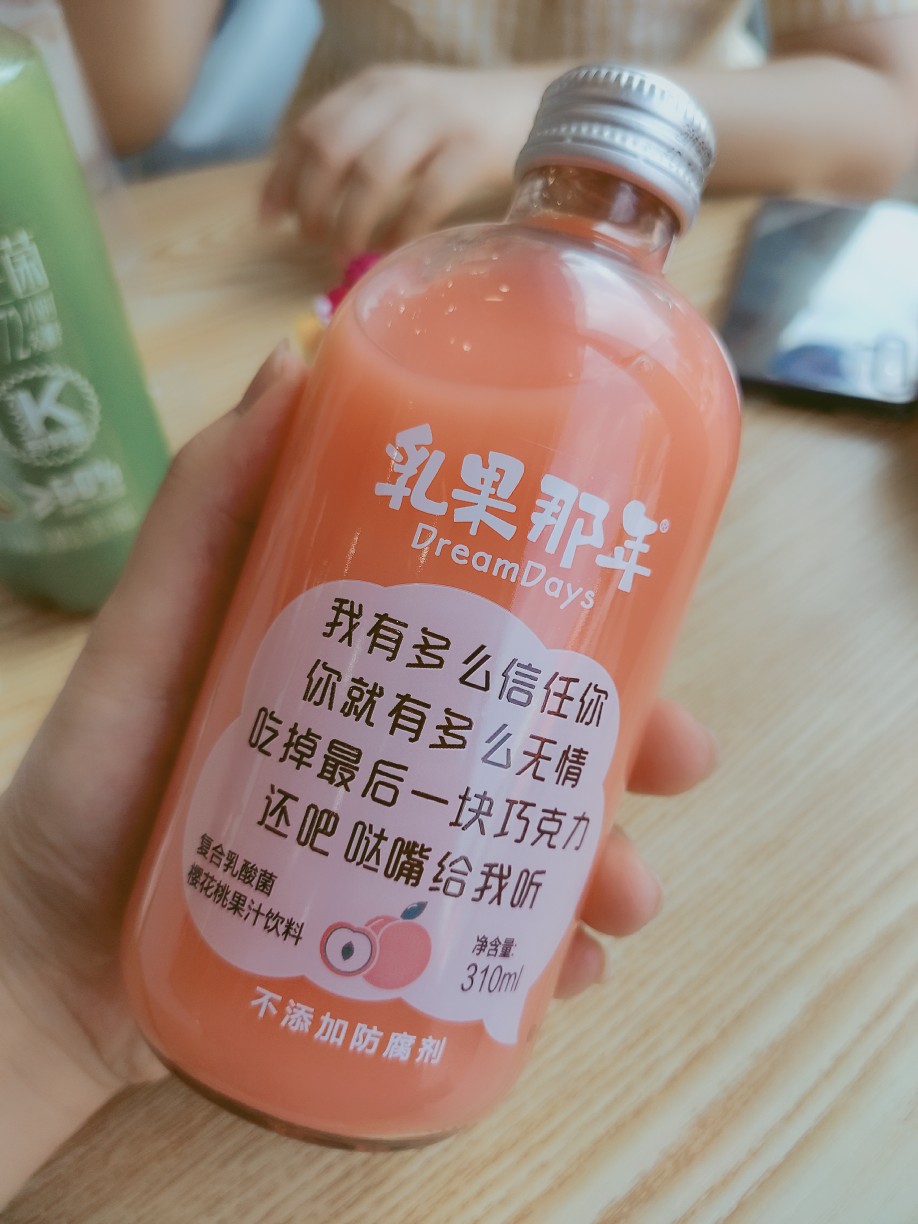 乳果那年®
DreamDays
我有多么信任你
你就有多么无情
吃掉最后一块巧克力
还吧哒嘴给我听
复合乳酸菌
樱花桃果汁饮料
净含量:
310ml
不添加防腐剂
K